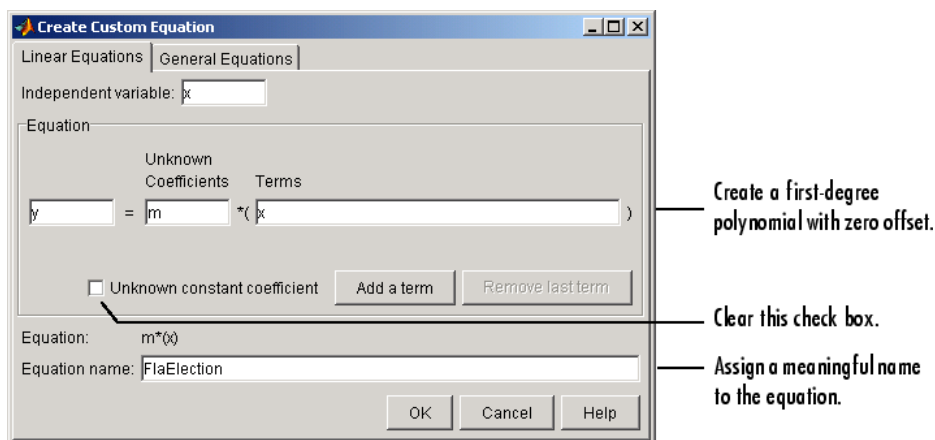 Create Custom Equation
Linear Equations General Equations
Independent variable: x
Equation
Unknown
Coefficients Terms
y = m *( x )
Create a first-degree
polynomial with zero offset.
Unknown constant coefficient Add a term Remove last term
Clear this check box.
Equation: m*(x)
Equation name: FlaElection
Assign a meaningful name
to the equation.
OK Cancel Help